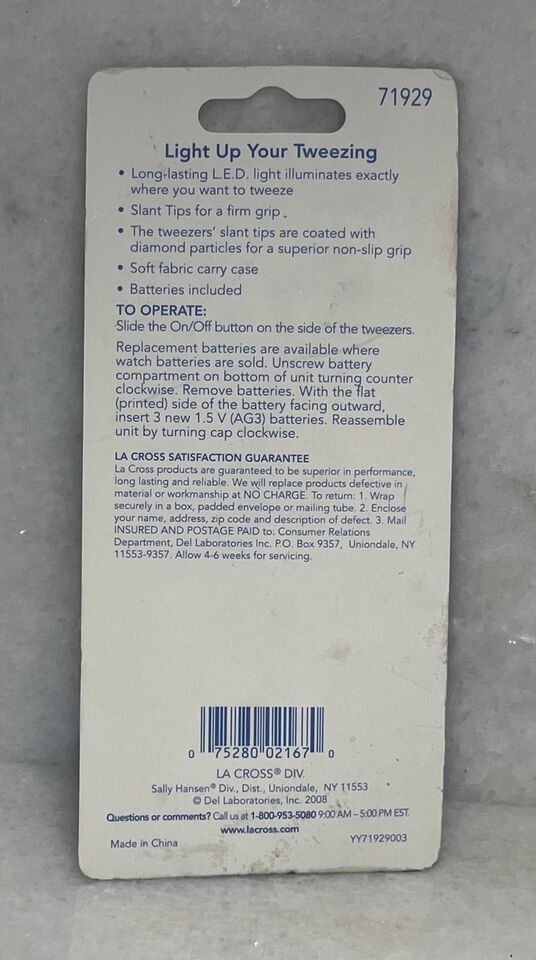 71929
Light Up Your Tweezing
• Long-lasting L.E.D. light illuminates exactly
where you want to tweeze
• Slant Tips for a firm grip.
• The tweezers' slant tips are coated with
diamond particles for a superior non-slip grip
• Soft fabric carry case
• Batteries included
TO OPERATE:
Slide the On/Off button on the side of the tweezers.
Replacement batteries are available where
watch batteries are sold. Unscrew battery
compartment on bottom of unit turning counter
clockwise. Remove batteries. With the flat
(printed) side of the battery facing outward,
insert 3 new 1.5 V (AG3) batteries. Reassemble
unit by turning cap clockwise.
LA CROSS SATISFACTION GUARANTEE
La Cross products are guaranteed to be superior in performance,
long lasting and reliable. We will replace products defective in
material or workmanship at NO CHARGE. To return: 1. Wrap
securely in a box, padded envelope or mailing tube. 2. Enclose
your name, address, zip code and description of defect. 3. Mail
INSURED AND POSTAGE PAID to: Consumer Relations
Department, Del Laboratories Inc. P.O. Box 9357, Uniondale, NY
11553-9357. Allow 4-6 weeks for servicing.
0 75280 02167 0
LA CROSS® DIV.
Sally Hansen® Div., Dist., Uniondale, NY 11553
© Del Laboratories, Inc. 2008
Questions or comments? Call us at 1-800-953-5080 9:00 AM – 5:00 PM EST.
www.lacross.com
Made in China
YY71929003